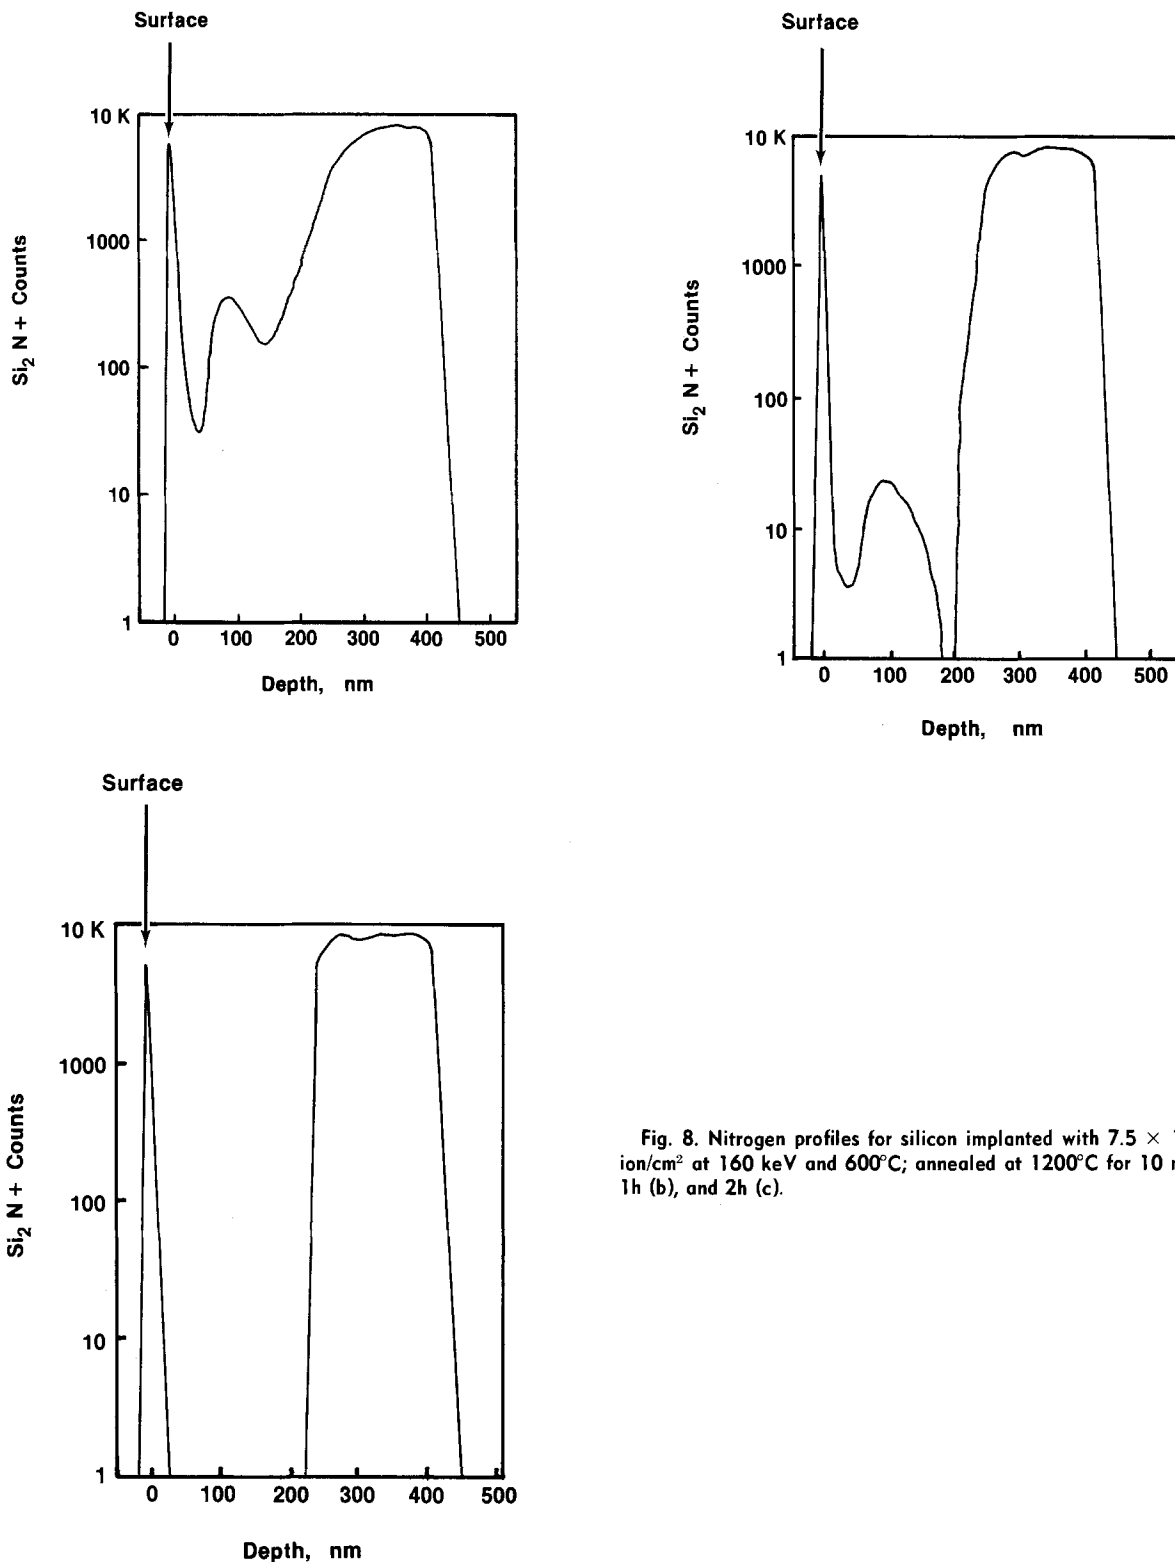 Surface
10 K
1000
100
10
1
Si₂ N + Counts
0 100 200 300 400 500
Depth, nm
Surface
10 K
1000
100
10
1
Si₂ N + Counts
0 100 200 300 400 500
Depth, nm
Surface
10 K
1000
100
10
1
Si₂ N + Counts
0 100 200 300 400 500
Depth, nm
Fig. 8. Nitrogen profiles for silicon implanted with 7.5 ×
ion/cm² at 160 keV and 600°C; annealed at 1200°C for 10
1h (b), and 2h (c).